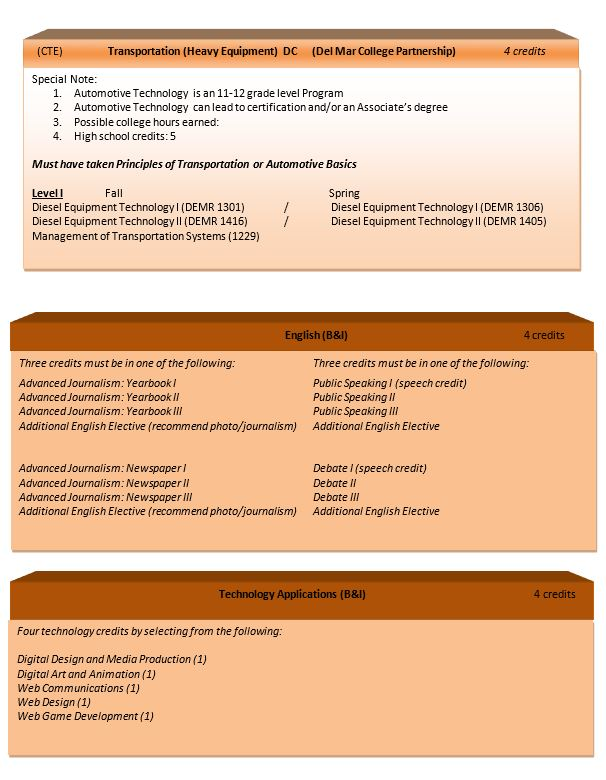 (CTE) Transportation (Heavy Equipment) DC (Del Mar College Partnership) 4 credits
Special Note:
1. Automotive Technology is an 11-12 grade level Program
2. Automotive Technology can lead to certification and/or an Associate's degree
3. Possible college hours earned:
4. High school credits: 5
Must have taken Principles of Transportation or Automotive Basics
Level I Fall Spring
Diesel Equipment Technology I (DEMR 1301) / Diesel Equipment Technology I (DEMR 1306)
Diesel Equipment Technology II (DEMR 1416) / Diesel Equipment Technology II (DEMR 1405)
Management of Transportation Systems (1229)
English (B&I) 4 credits
Three credits must be in one of the following: Three credits must be in one of the following:
Advanced Journalism: Yearbook I Public Speaking I (speech credit)
Advanced Journalism: Yearbook II Public Speaking II
Advanced Journalism: Yearbook III Public Speaking III
Additional English Elective (recommend photo/journalism) Additional English Elective
Advanced Journalism: Newspaper I Debate I (speech credit)
Advanced Journalism: Newspaper II Debate II
Advanced Journalism: Newspaper III Debate III
Additional English Elective (recommend photo/journalism) Additional English Elective
Technology Applications (B&I) 4 credits
Four technology credits by selecting from the following:
Digital Design and Media Production (1)
Digital Art and Animation (1)
Web Communications (1)
Web Design (1)
Web Game Development (1)